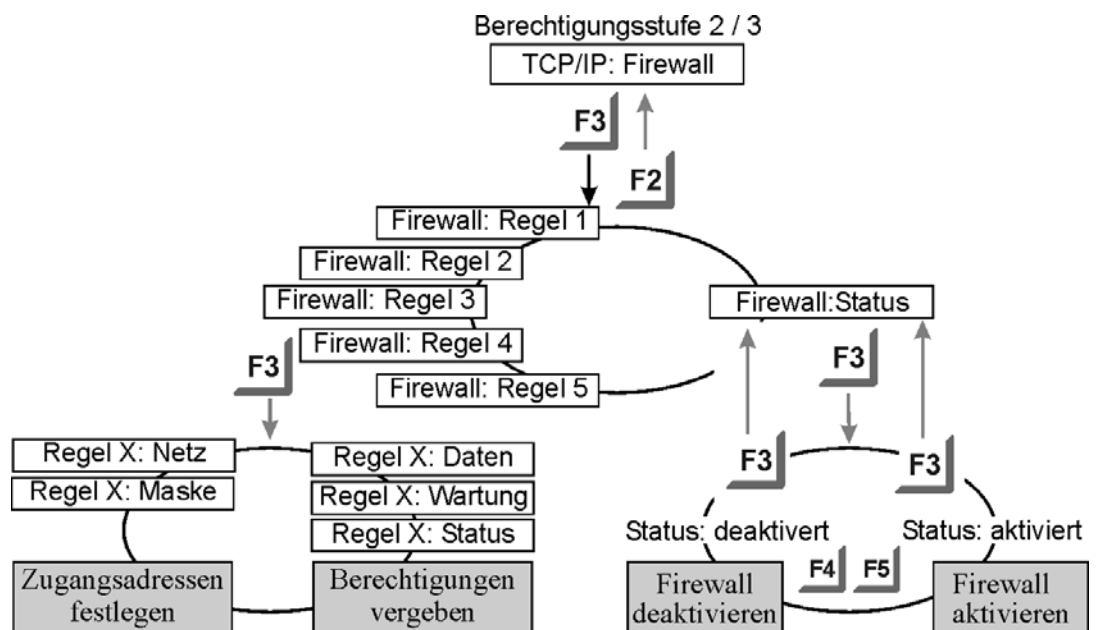 Berechtigungsstufe 2 / 3
TCP/IP: Firewall
F3
F2
Firewall: Regel 1
Firewall: Regel 2
Firewall: Regel 3
Firewall: Regel 4
Firewall: Regel 5
Firewall:Status
F3
F3
Regel X: Netz
Regel X: Maske
Regel X: Daten
Regel X: Wartung
Regel X: Status
Zugangsadressen
festlegen
Berechtigungen
vergeben
F3
F3
Status: deaktivert
Status: aktiviert
F4
F5
Firewall
deaktivieren
Firewall
aktivieren